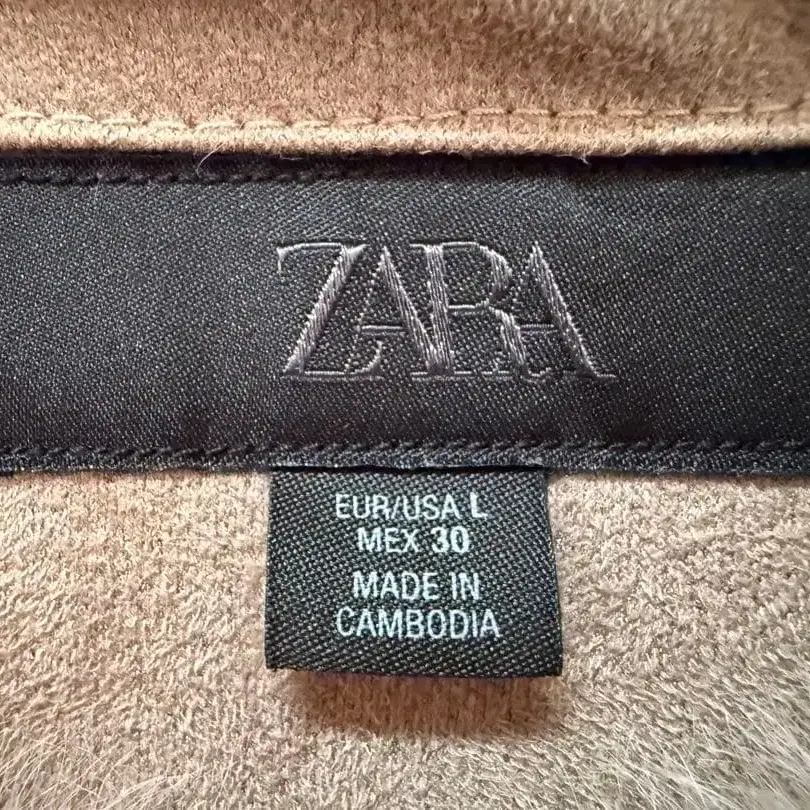 ZARA
EUR/USA L
MEX 30
MADE IN
CAMBODIA